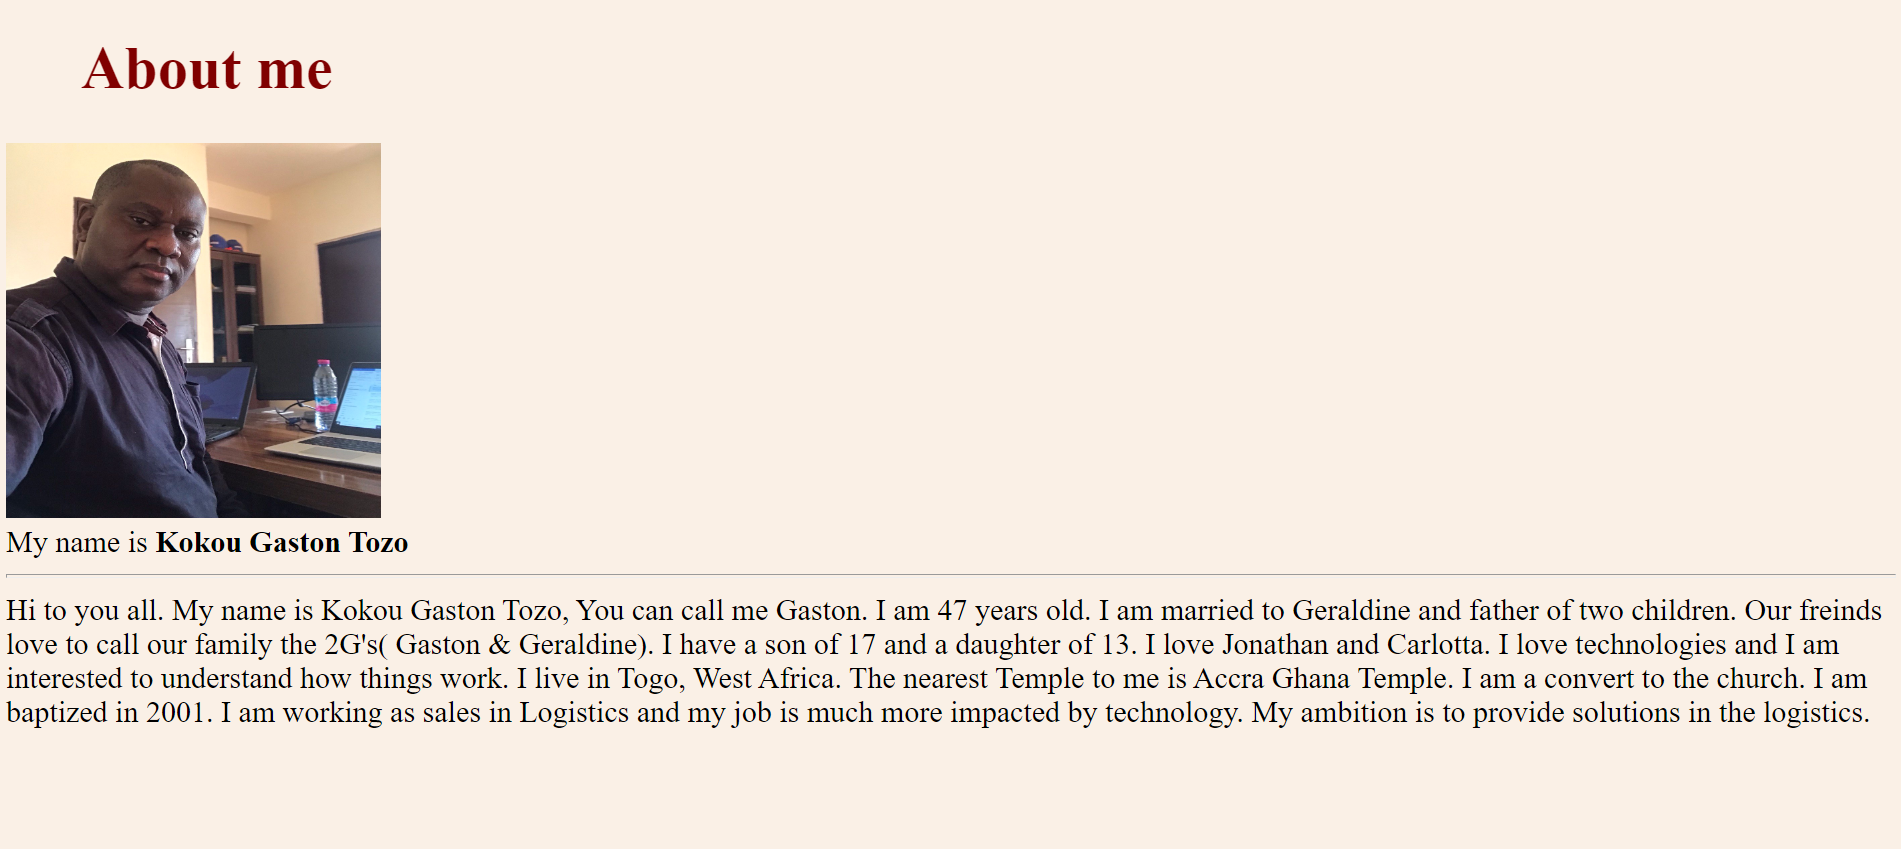 About me
My name is Kokou Gaston Tozo
Hi to you all. My name is Kokou Gaston Tozo, You can call me Gaston. I am 47 years old. I am married to Geraldine and father of two children. Our freinds
love to call our family the 2G's( Gaston & Geraldine). I have a son of 17 and a daughter of 13. I love Jonathan and Carlotta. I love technologies and I am
interested to understand how things work. I live in Togo, West Africa. The nearest Temple to me is Accra Ghana Temple. I am a convert to the church. I am
baptized in 2001. I am working as sales in Logistics and my job is much more impacted by technology. My ambition is to provide solutions in the logistics.